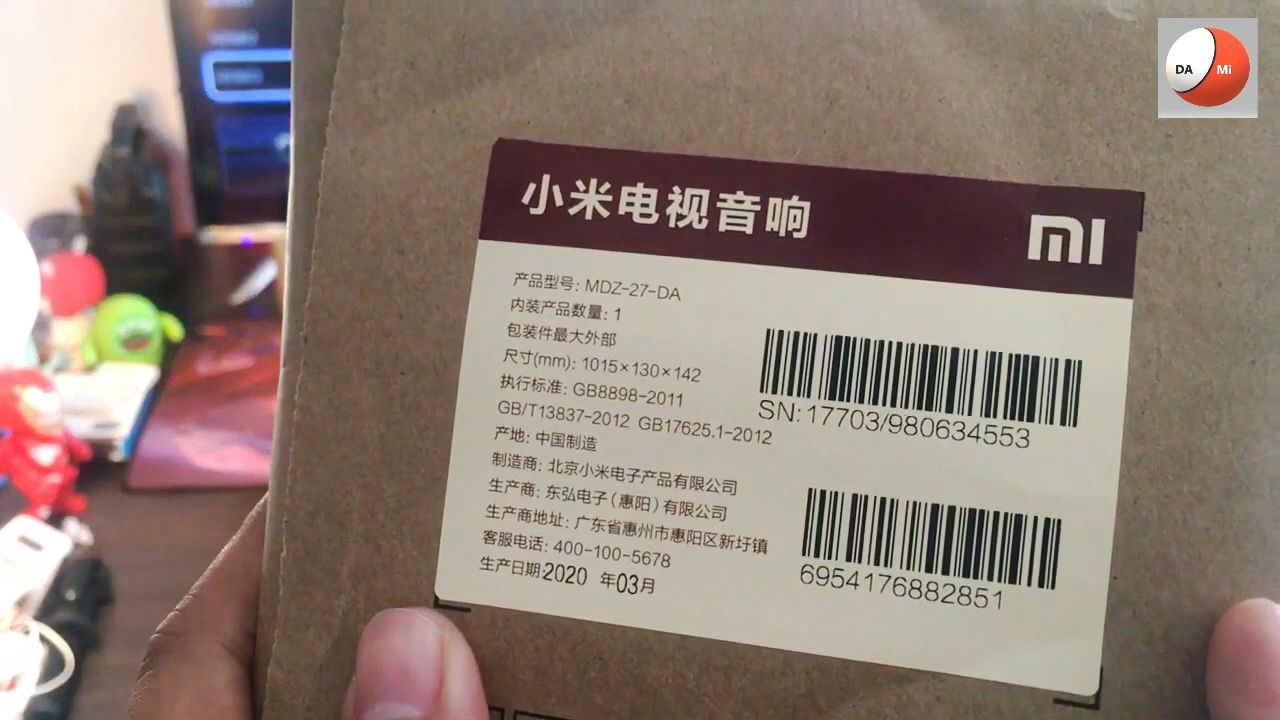 DA Mi
小米电视音响
mi
产品型号: MDZ-27-DA
内装产品数量: 1
包装件最大外部
尺寸(mm): 1015×130×142
执行标准: GB8898-2011
GB/T13837-2012 GB17625.1-2012
产地: 中国制造
制造商: 北京小米电子产品有限公司
生产商: 东弘电子(惠阳)有限公司
生产商地址: 广东省惠州市惠阳区新圩镇
客服电话: 400-100-5678
生产日期:2020 年03月
SN: 17703/980634553
6954176882851